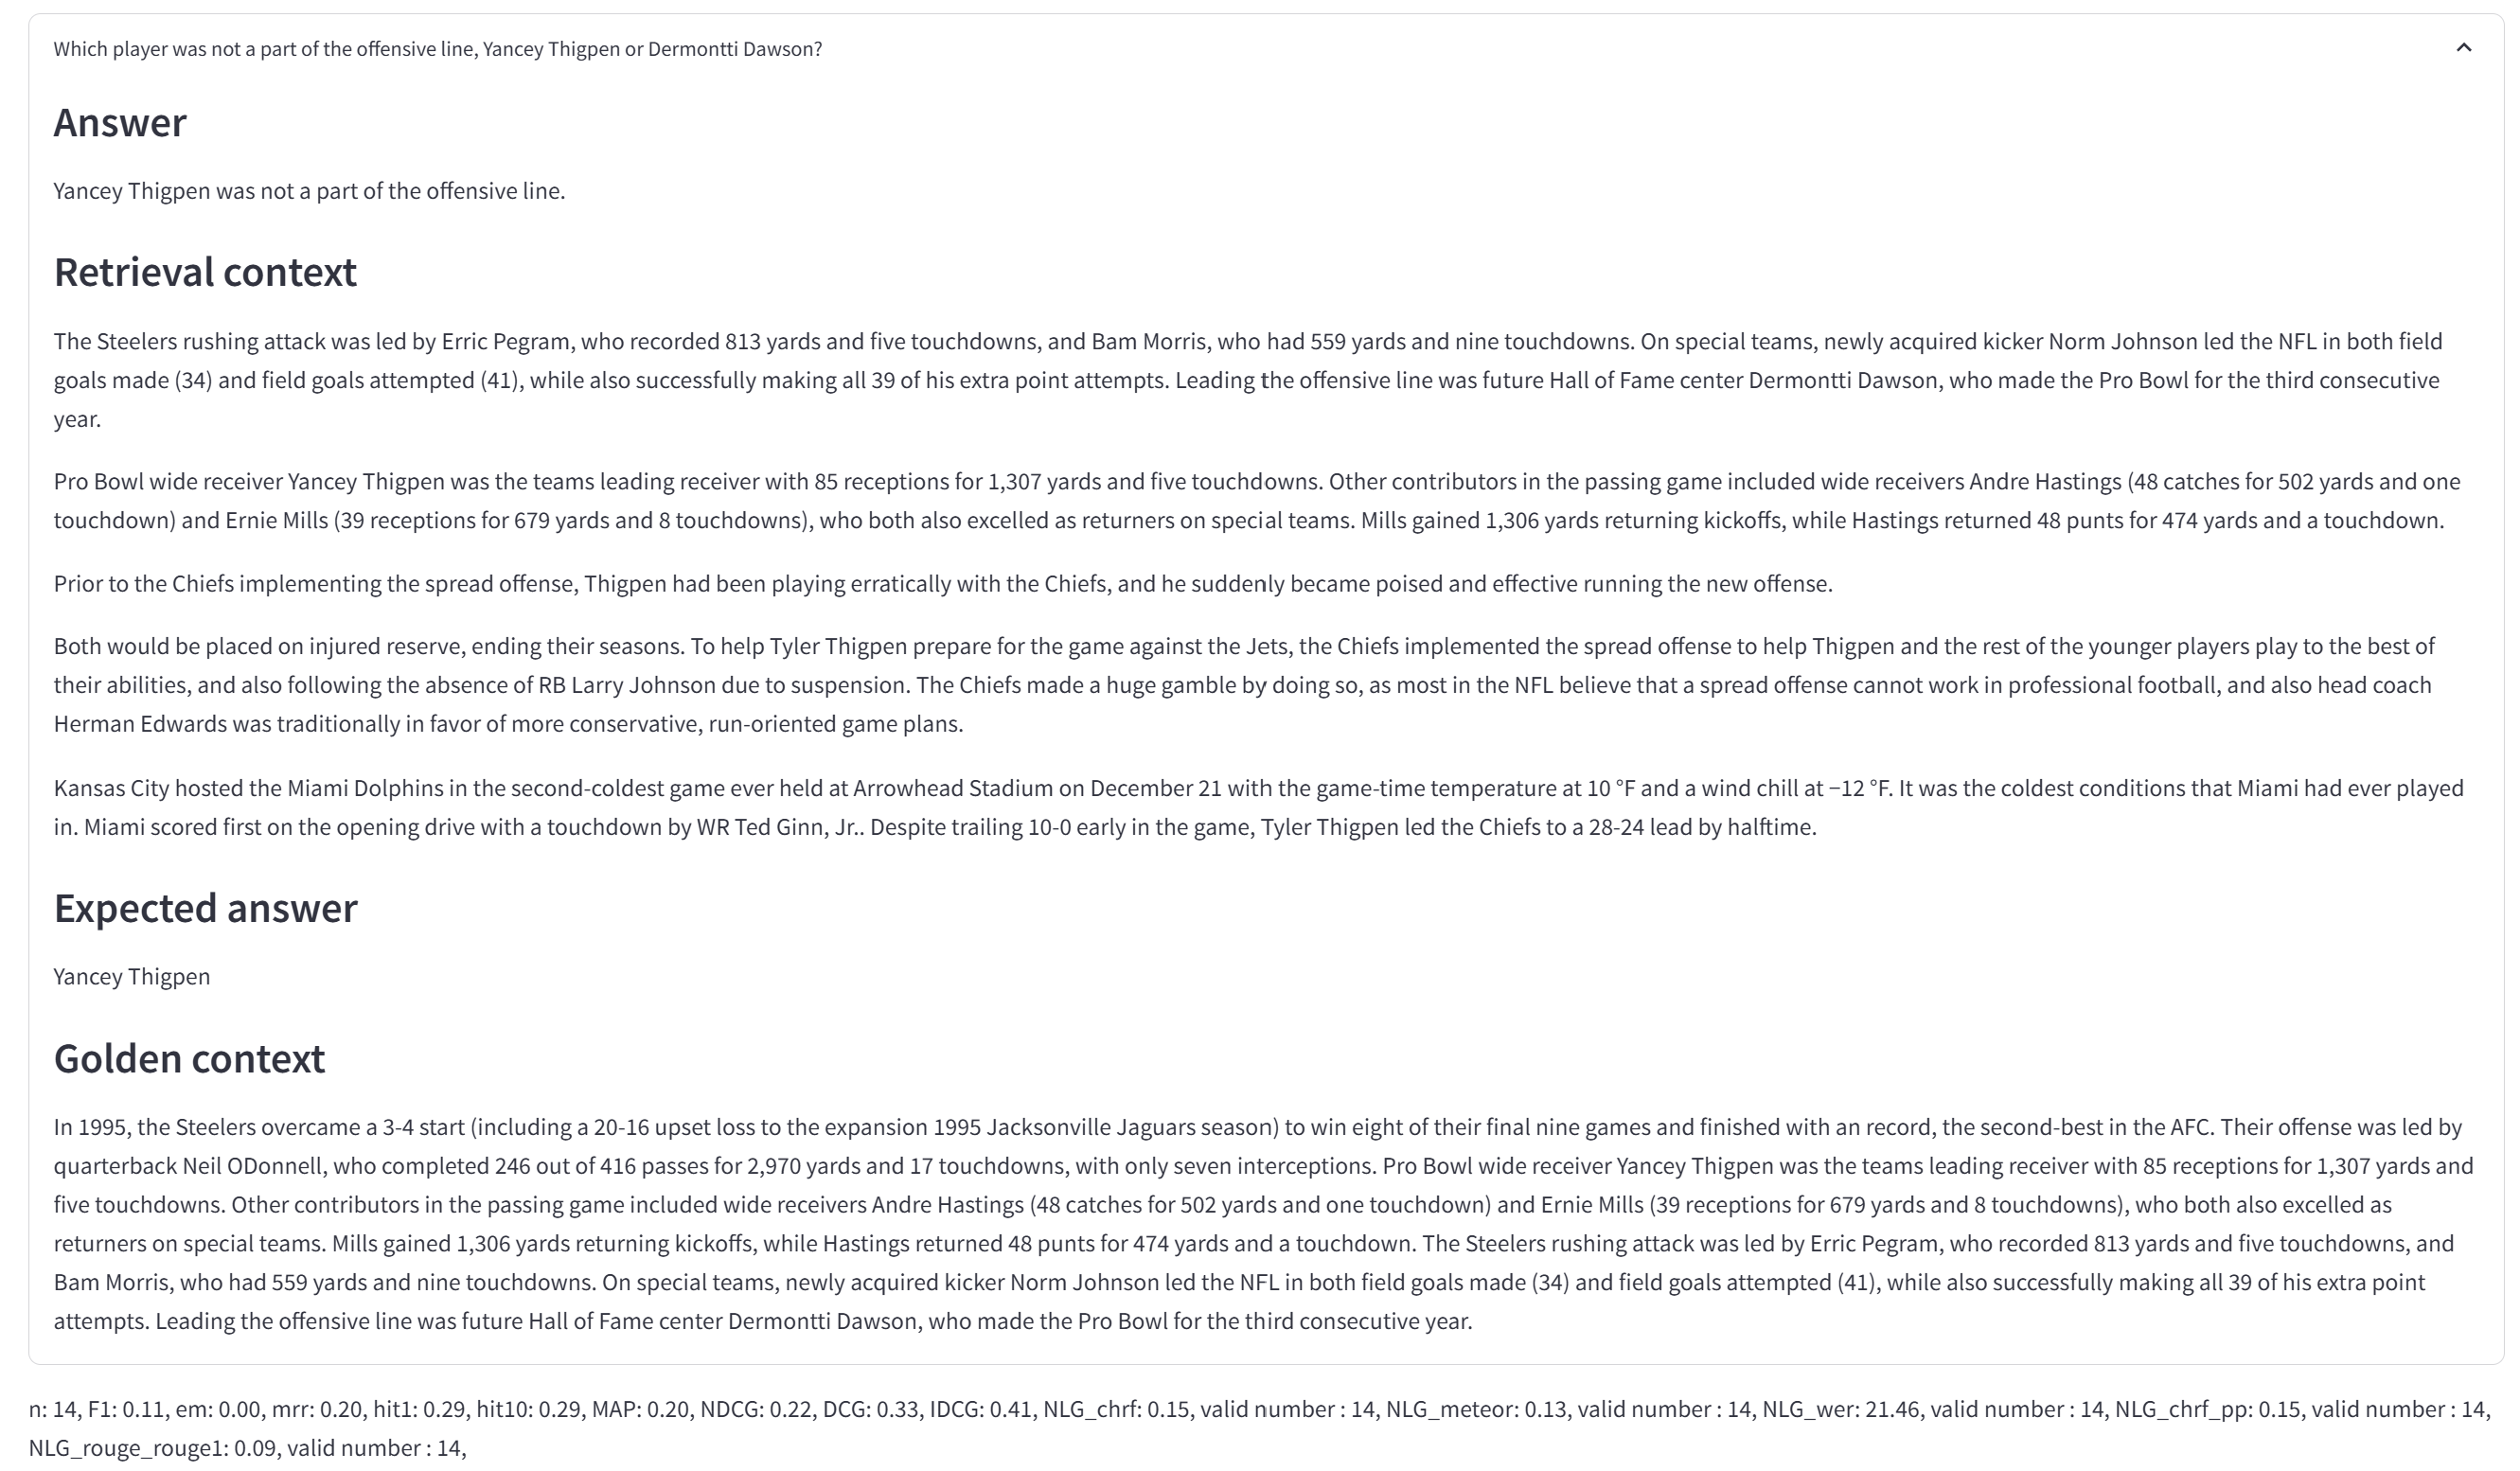 Which player was not a part of the offensive line, Yancey Thigpen or Dermontti Dawson?
Answer
Yancey Thigpen was not a part of the offensive line.
Retrieval context
The Steelers rushing attack was led by Erric Pegram, who recorded 813 yards and five touchdowns, and Bam Morris, who had 559 yards and nine touchdowns. On special teams, newly acquired kicker Norm Johnson led the NFL in both field
goals made (34) and field goals attempted (41), while also successfully making all 39 of his extra point attempts. Leading the offensive line was future Hall of Fame center Dermontti Dawson, who made the Pro Bowl for the third consecutive
year.
Pro Bowl wide receiver Yancey Thigpen was the teams leading receiver with 85 receptions for 1,307 yards and five touchdowns. Other contributors in the passing game included wide receivers Andre Hastings (48 catches for 502 yards and one
touchdown) and Ernie Mills (39 receptions for 679 yards and 8 touchdowns), who both also excelled as returners on special teams. Mills gained 1,306 yards returning kickoffs, while Hastings returned 48 punts for 474 yards and a touchdown.
Prior to the Chiefs implementing the spread offense, Thigpen had been playing erratically with the Chiefs, and he suddenly became poised and effective running the new offense.
Both would be placed on injured reserve, ending their seasons. To help Tyler Thigpen prepare for the game against the Jets, the Chiefs implemented the spread offense to help Thigpen and the rest of the younger players play to the best of
their abilities, and also following the absence of RB Larry Johnson due to suspension. The Chiefs made a huge gamble by doing so, as most in the NFL believe that a spread offense cannot work in professional football, and also head coach
Herman Edwards was traditionally in favor of more conservative, run-oriented game plans.
Kansas City hosted the Miami Dolphins in the second-coldest game ever held at Arrowhead Stadium on December 21 with the game-time temperature at 10 °F and a wind chill at −12 °F. It was the coldest conditions that Miami had ever played
in. Miami scored first on the opening drive with a touchdown by WR Ted Ginn, Jr.. Despite trailing 10-0 early in the game, Tyler Thigpen led the Chiefs to a 28-24 lead by halftime.
Expected answer
Yancey Thigpen
Golden context
In 1995, the Steelers overcame a 3-4 start (including a 20-16 upset loss to the expansion 1995 Jacksonville Jaguars season) to win eight of their final nine games and finished with an record, the second-best in the AFC. Their offense was led by
quarterback Neil ODonnell, who completed 246 out of 416 passes for 2,970 yards and 17 touchdowns, with only seven interceptions. Pro Bowl wide receiver Yancey Thigpen was the teams leading receiver with 85 receptions for 1,307 yards and
five touchdowns. Other contributors in the passing game included wide receivers Andre Hastings (48 catches for 502 yards and one touchdown) and Ernie Mills (39 receptions for 679 yards and 8 touchdowns), who both also excelled as
returners on special teams. Mills gained 1,306 yards returning kickoffs, while Hastings returned 48 punts for 474 yards and a touchdown. The Steelers rushing attack was led by Erric Pegram, who recorded 813 yards and five touchdowns, and
Bam Morris, who had 559 yards and nine touchdowns. On special teams, newly acquired kicker Norm Johnson led the NFL in both field goals made (34) and field goals attempted (41), while also successfully making all 39 of his extra point
attempts. Leading the offensive line was future Hall of Fame center Dermontti Dawson, who made the Pro Bowl for the third consecutive year.
n: 14, F1: 0.11, em: 0.00, mrr: 0.20, hit1: 0.29, hit10: 0.29, MAP: 0.20, NDCG: 0.22, DCG: 0.33, IDCG: 0.41, NLG_chrf: 0.15, valid number : 14, NLG_meteor: 0.13, valid number : 14, NLG_wer: 21.46, valid number : 14, NLG_chrf_pp: 0.15, valid number : 14,
NLG_rouge_rouge1: 0.09, valid number : 14,